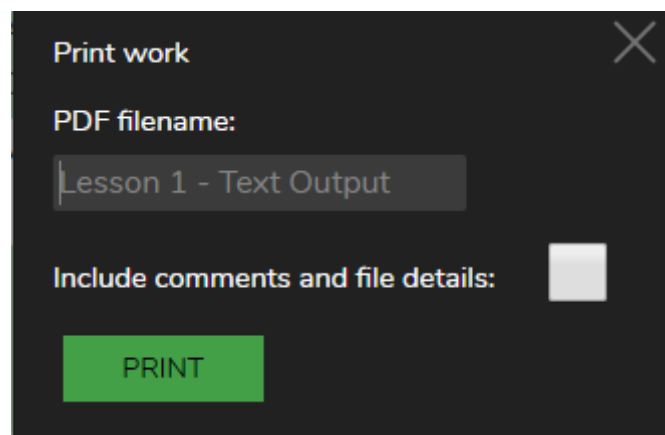 Print work
PDF filename:
Lesson 1 - Text Output
Include comments and file details:
PRINT